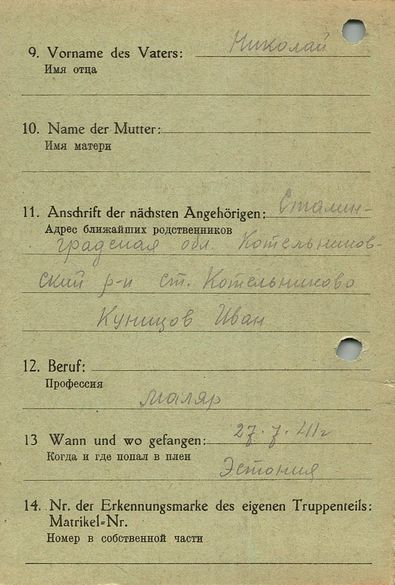 9. Vorname des Vaters: Николай
Имя отца
10. Name der Mutter:
Имя матери
11. Anschrift der nächsten Angehörigen: Сталин-
Адрес ближайших родственников
градская обл. Котельников-
ский р-н ст. Котельниково
Куницов Иван
12. Beruf:
Профессия
маляр
13 Wann und wo gefangen: 27.7.41г
Когда и где попал в плен
Эстония
14. Nr. der Erkennungsmarke des eigenen Truppenteils:
Matrikel-Nr.
Номер в собственной части